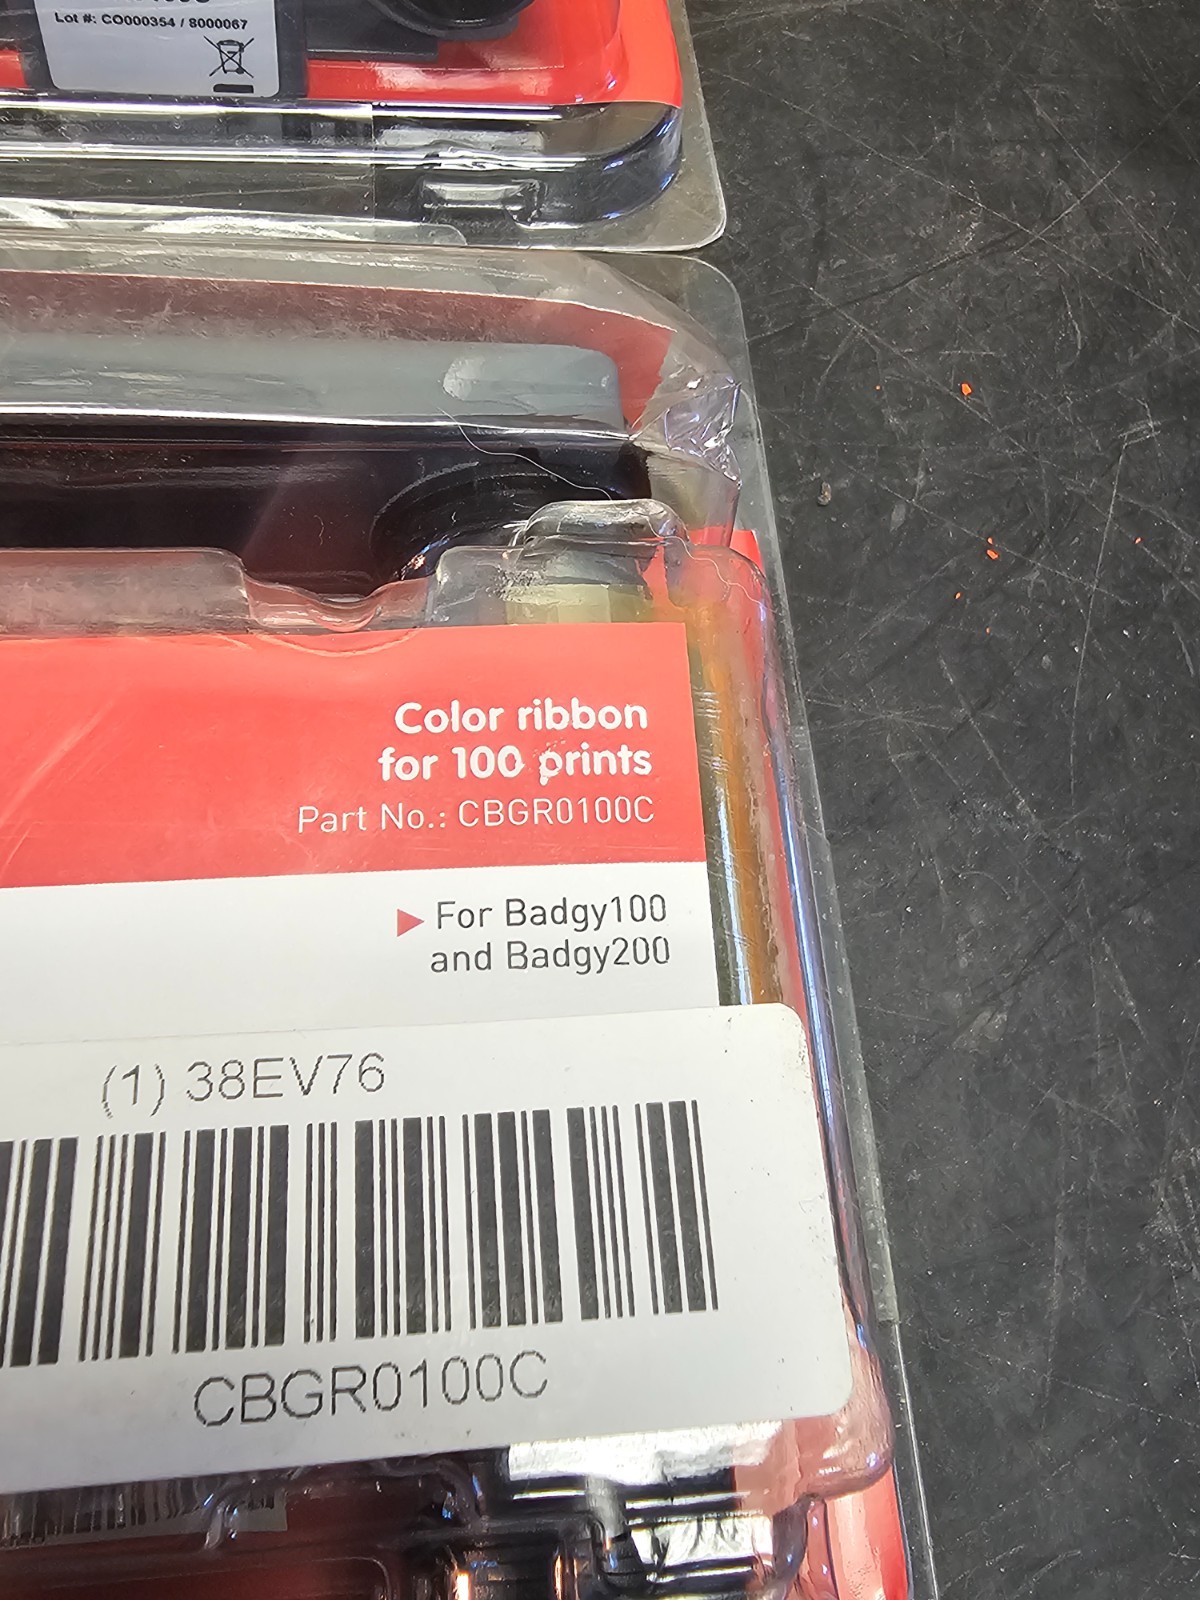 Lot #: CO000354 / 8000067
Color ribbon
for 100 prints
Part No.: CBGR0100C
▶ For Badgy100
and Badgy200
(1) 38EV76
CBGR0100C